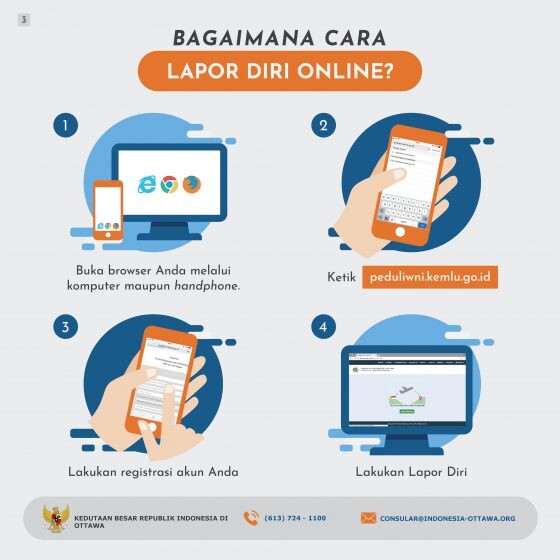 3
BAGAIMANA CARA
LAPOR DIRI ONLINE?
1
2
Buka browser Anda melalui
komputer maupun handphone.
Ketik peduliwni.kemlu.go.id
3
4
Lakukan registrasi akun Anda
Lakukan Lapor Diri
KEDUTAAN BESAR REPUBLIK INDONESIA DI
OTTAWA
(613) 724 - 1100
CONSULAR@INDONESIA-OTTAWA.ORG